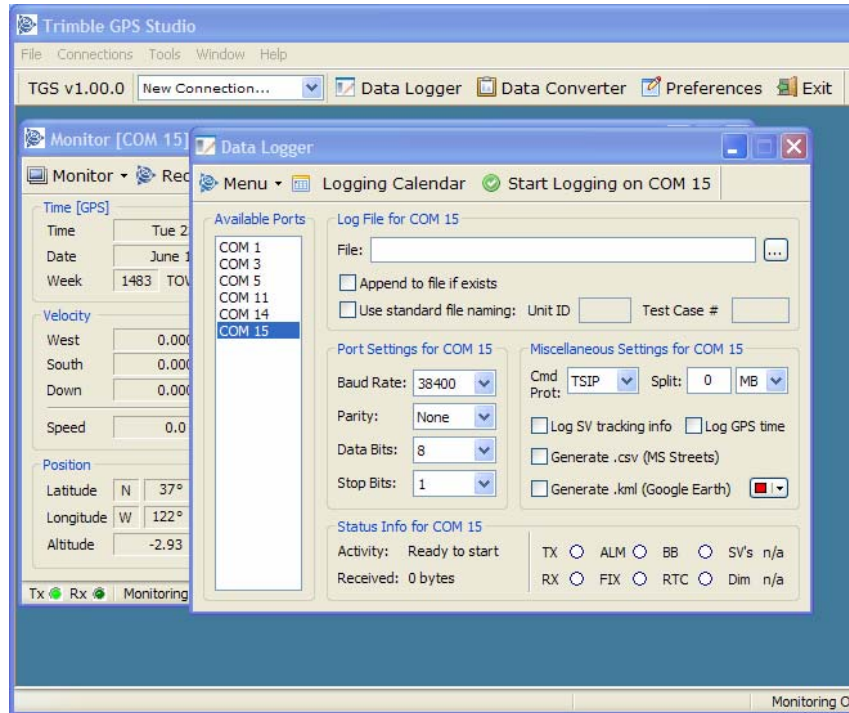 Trimble GPS Studio
File Connections Tools Window Help
TGS v1.00.0 New Connection... Data Logger Data Converter Preferences Exit
Monitor [COM 15]
Monitor Rec
Time [GPS]
Time Tue 2
Date June 1
Week 1483 TOW
Velocity
West 0.000
South 0.000
Down 0.000
Speed 0.0
Position
Latitude N 37°
Longitude W 122°
Altitude -2.93
Tx Rx Monitoring
Data Logger
Menu Logging Calendar Start Logging on COM 15
Available Ports
COM 1
COM 3
COM 5
COM 11
COM 14
COM 15
Log File for COM 15
File: ...
Append to file if exists
Use standard file naming: Unit ID Test Case #
Port Settings for COM 15
Baud Rate: 38400
Parity: None
Data Bits: 8
Stop Bits: 1
Miscellaneous Settings for COM 15
Cmd Prot: TSIP Split: 0 MB
Log SV tracking info Log GPS time
Generate .csv (MS Streets)
Generate .kml (Google Earth)
Status Info for COM 15
Activity: Ready to start TX ALM BB SV's n/a
Received: 0 bytes RX FIX RTC Dim n/a
Monitoring O